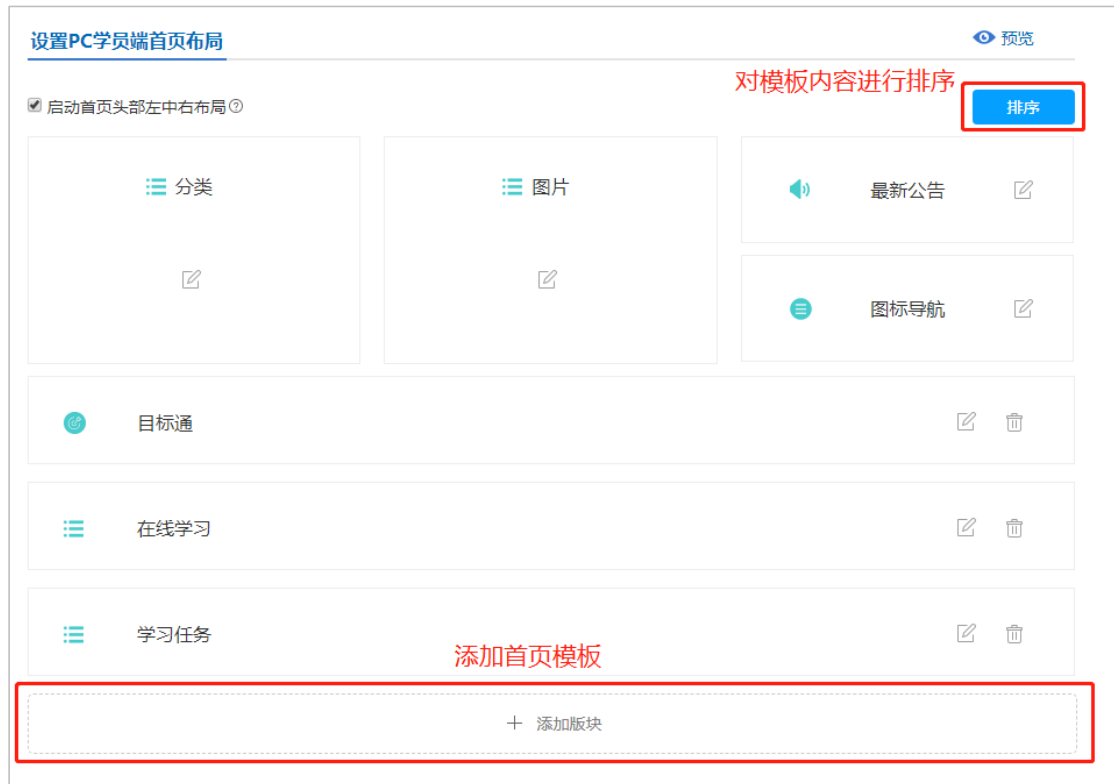 设置PC学员端首页布局
预览
对模板内容进行排序
启动首页头部左中右布局?
排序
分类
图片
最新公告
图标导航
目标通
在线学习
学习任务
添加首页模板
+ 添加版块